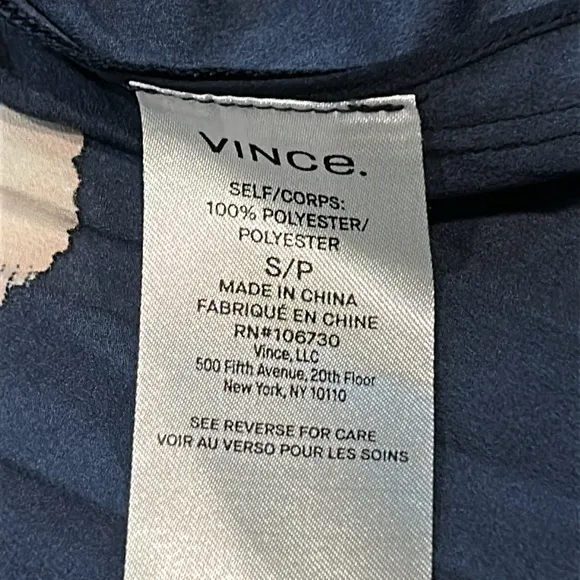 VINCe.
SELF/CORPS:
100% POLYESTER/
POLYESTER
S/P
MADE IN CHINA
FABRIQUÉ EN CHINE
RN#106730
Vince, LLC
500 Fifth Avenue, 20th Floor
New York, NY 10110
SEE REVERSE FOR CARE
VOIR AU VERSO POUR LES SOINS